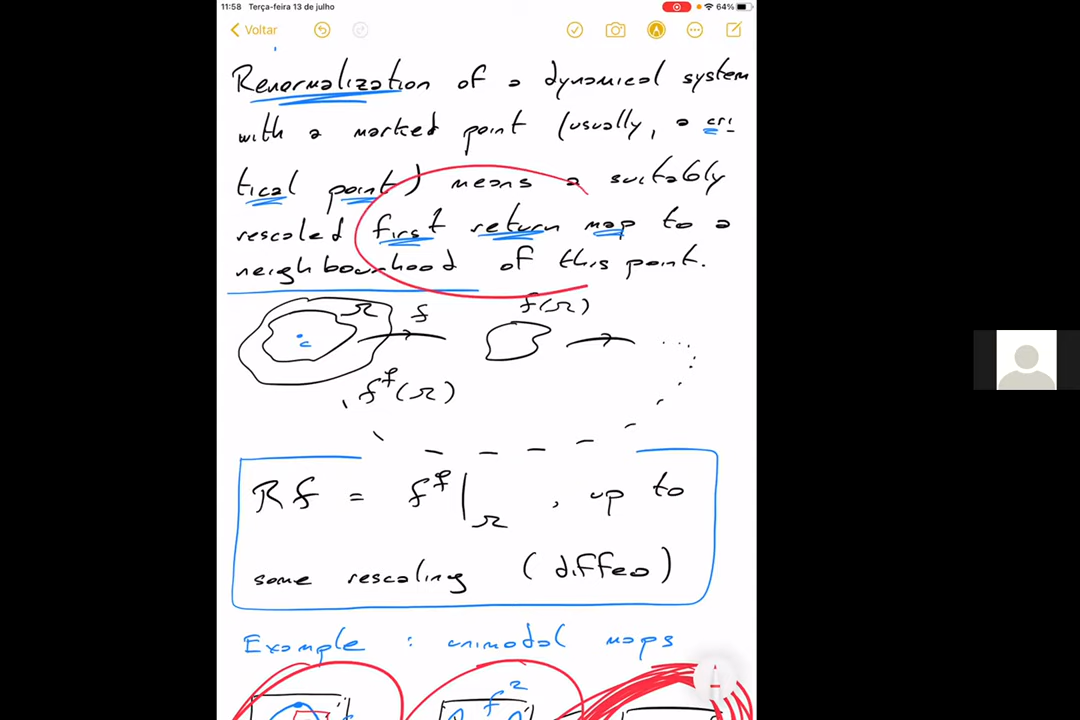 11:58 Terça-feira 13 de julho 64%
Voltar
Renormalization of a dynamical system
with a marked point (usually, a cri-
tical point) means a suitably
rescaled first return map to a
neighbourhood of this point.
Ω f f(Ω)
c
f^p(Ω)
Rf = f^p|_Ω , up to
some rescaling (diffeo)
Example : unimodal maps
f²